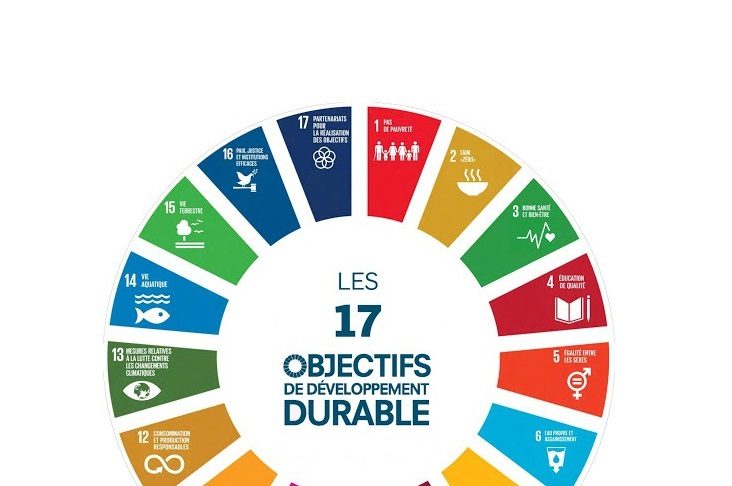 17 PARTENARIATS
POUR
LA RÉALISATION
DES OBJECTIFS
1 PAS
DE PAUVRETÉ
16 PAIX, JUSTICE
ET INSTITUTIONS
EFFICACES
2 FAIM
«ZÉRO»
15 VIE
TERRESTRE
3 BONNE SANTÉ
ET BIEN-ÊTRE
14 VIE
AQUATIQUE
4 ÉDUCATION
DE QUALITÉ
13 MESURES RELATIVES
À LA LUTTE CONTRE
LES CHANGEMENTS
CLIMATIQUES
5 ÉGALITÉ ENTRE
LES SEXES
12 CONSOMMATION
ET PRODUCTION
RESPONSABLES
6 EAU PROPRE ET
ASSAINISSEMENT
LES
17
OBJECTIFS
DE DÉVELOPPEMENT
DURABLE